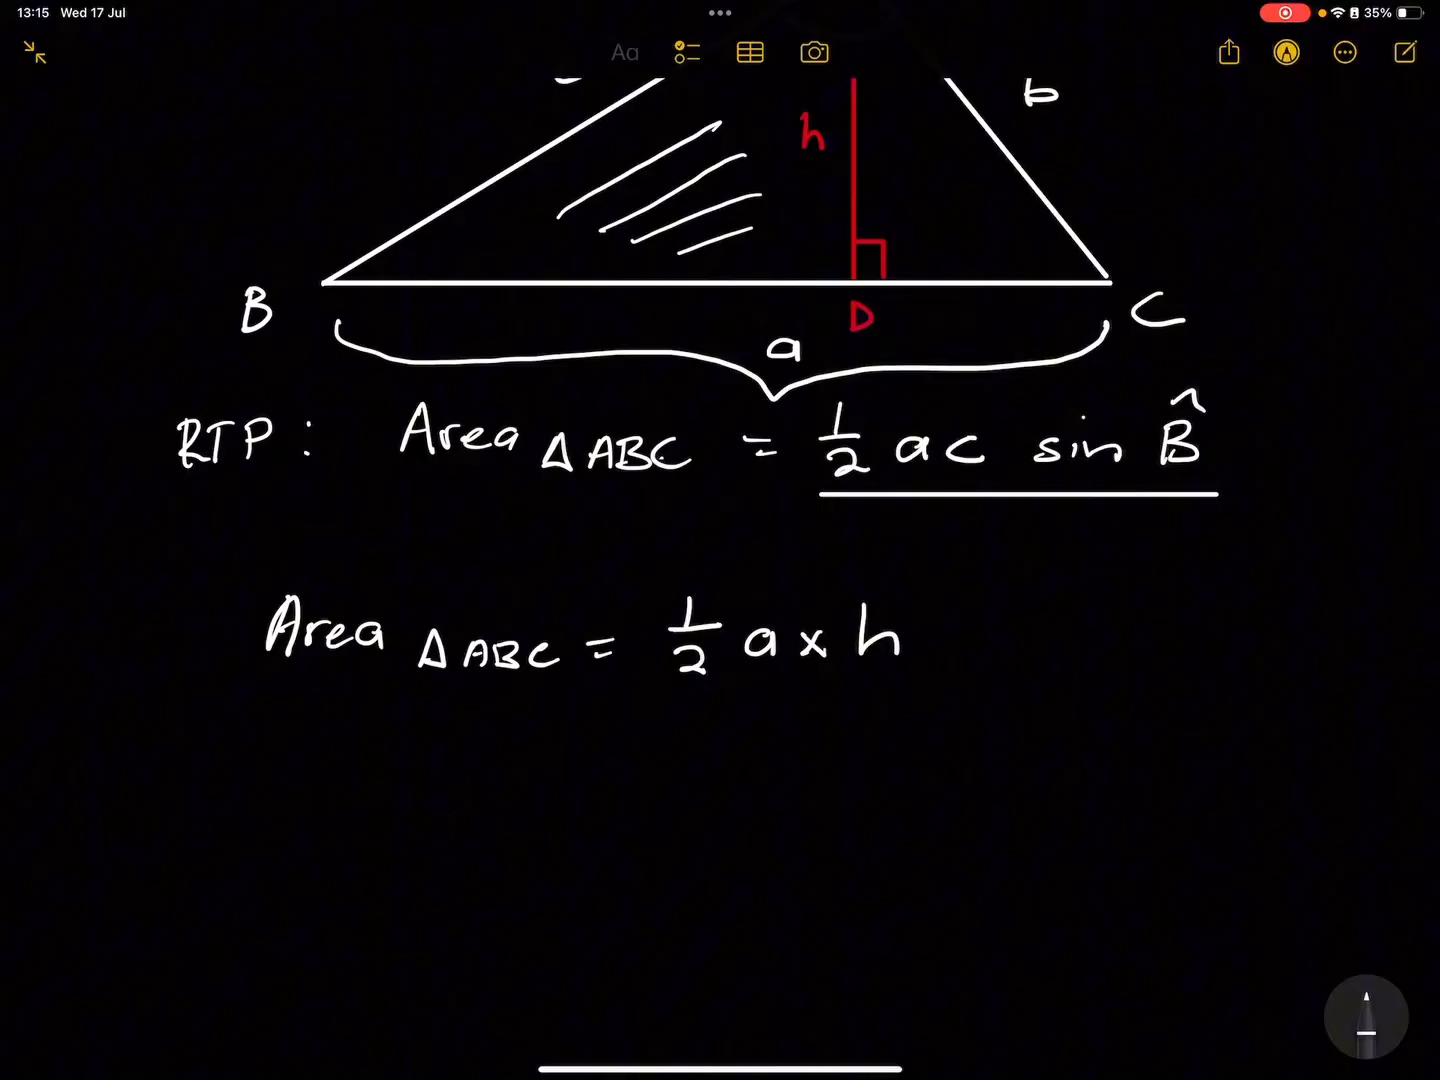 13:15 Wed 17 Jul
35%
Aa
b
h
B
D
C
a
RTP: Area ΔABC = 1/2 ac sin B̂
Area ΔABC = 1/2 a × h